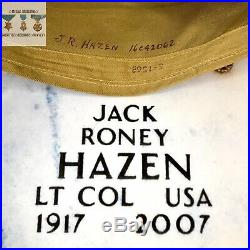 J.R. HAZEN 16042062
JACK
RONEY
HAZEN
LT COL USA
1917 2007